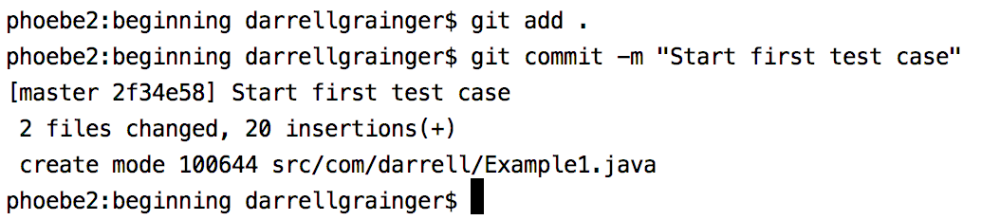 phoebe2:beginning darrellgrainger$ git add .
phoebe2:beginning darrellgrainger$ git commit -m "Start first test case"
[master 2f34e58] Start first test case
 2 files changed, 20 insertions(+)
 create mode 100644 src/com/darrell/Example1.java
phoebe2:beginning darrellgrainger$